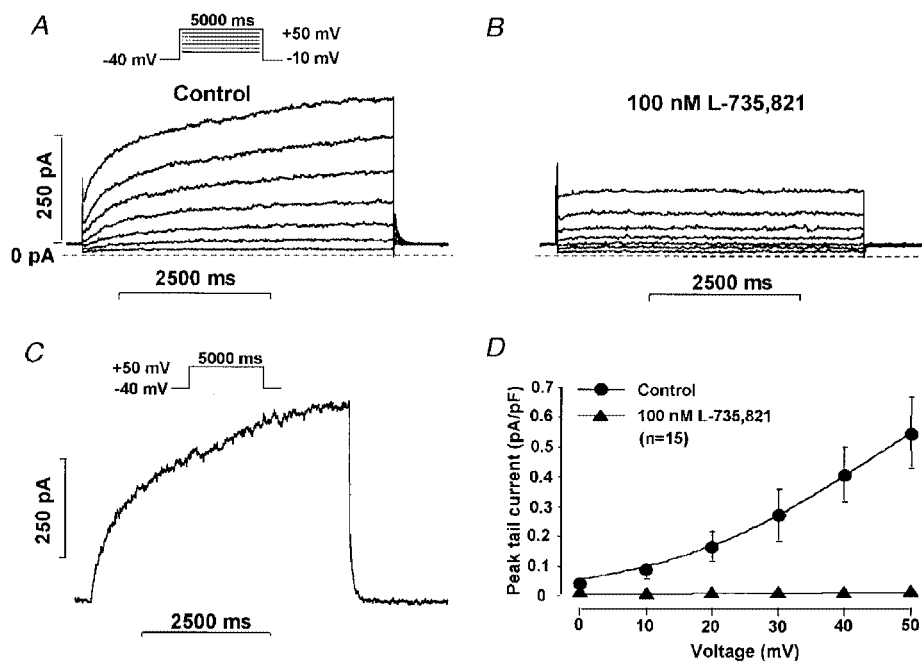 A
5000 ms
+50 mV
-40 mV
-10 mV
Control
250 pA
0 pA
2500 ms
B
100 nM L-735,821
2500 ms
C
5000 ms
+50 mV
-40 mV
250 pA
2500 ms
D
Peak tail current (pA/pF)
0.7
0.6
0.5
0.4
0.3
0.2
0.1
0
Control
100 nM L-735,821
(n=15)
0 10 20 30 40 50
Voltage (mV)